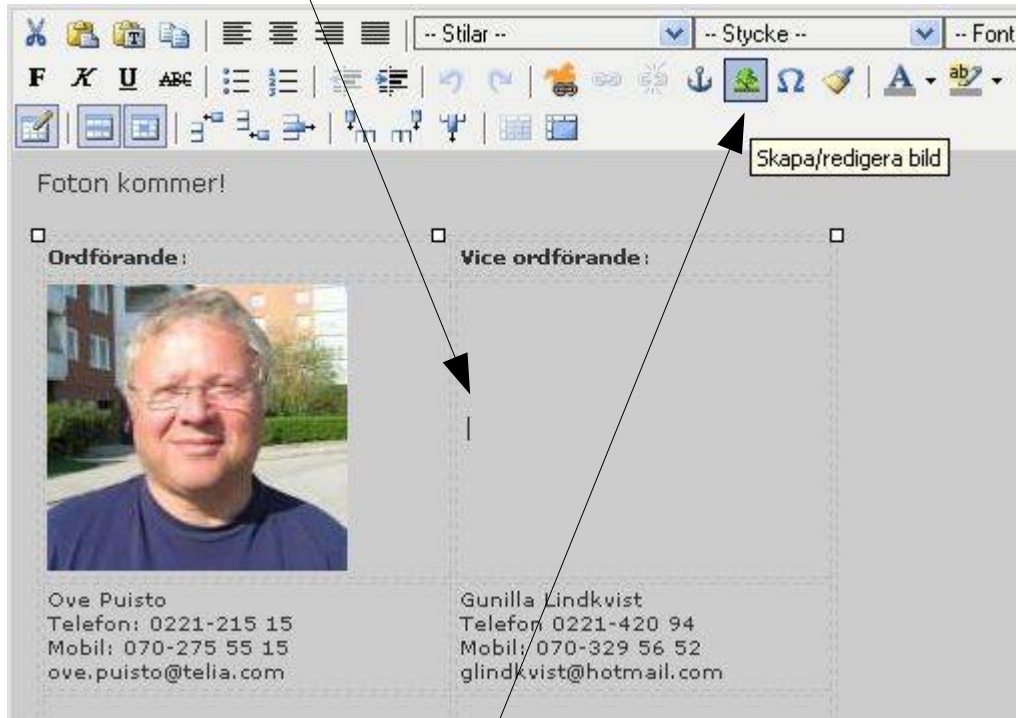 -- Stilar -- -- Stycke -- -- Font
F K U ABC A ab
Skapa/redigera bild
Foton kommer!
Ordförande: Vice ordförande:
Ove Puisto Gunilla Lindkvist
Telefon: 0221-215 15 Telefon 0221-420 94
Mobil: 070-275 55 15 Mobil: 070-329 56 52
ove.puisto@telia.com glindkvist@hotmail.com